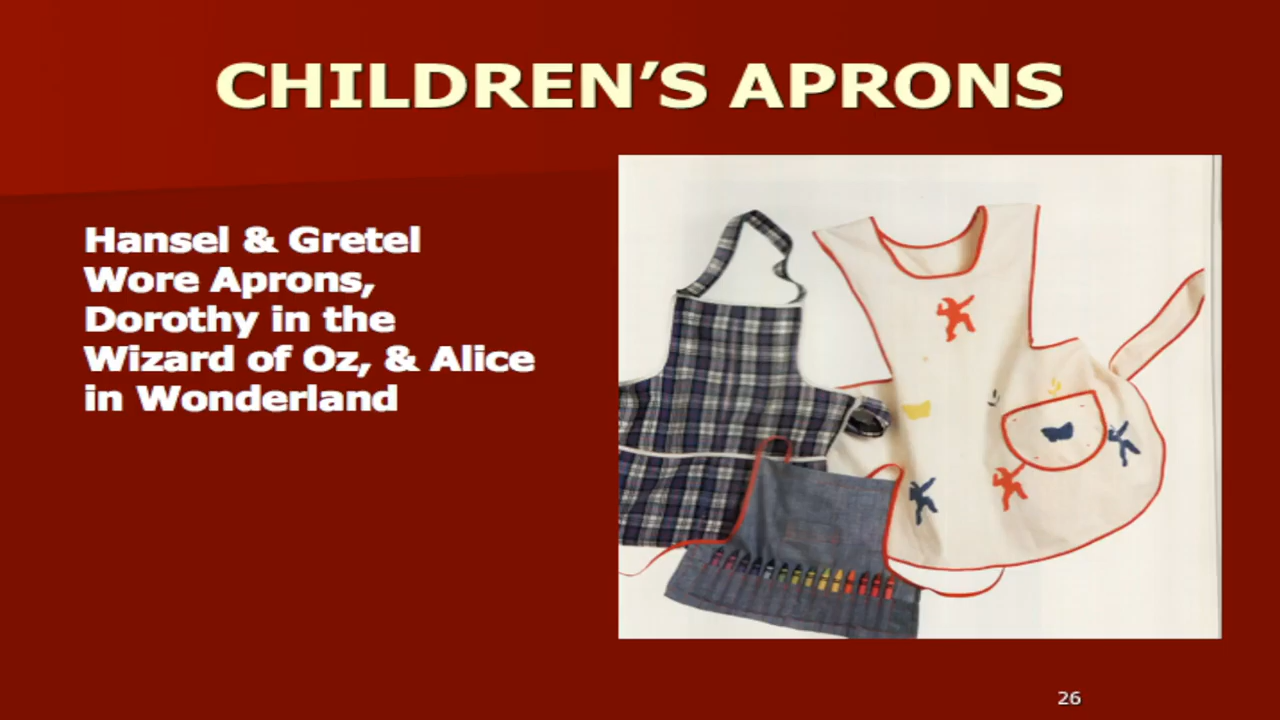 CHILDREN’S APRONS
Hansel & Gretel
Wore Aprons,
Dorothy in the
Wizard of Oz, & Alice
in Wonderland
26